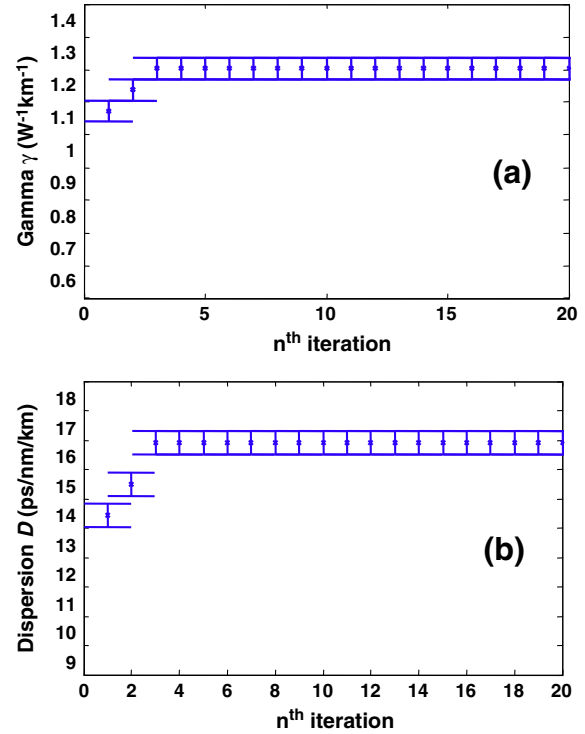 1.4
1.3
1.2
1.1
1
0.9
0.8
0.7
0.6
Gamma γ (W⁻¹km⁻¹)
(a)
0 5 10 15 20
nᵗʰ iteration
18
17
16
15
14
13
12
11
10
9
Dispersion D (ps/nm/km)
(b)
0 2 4 6 8 10 12 14 16 18 20
nᵗʰ iteration